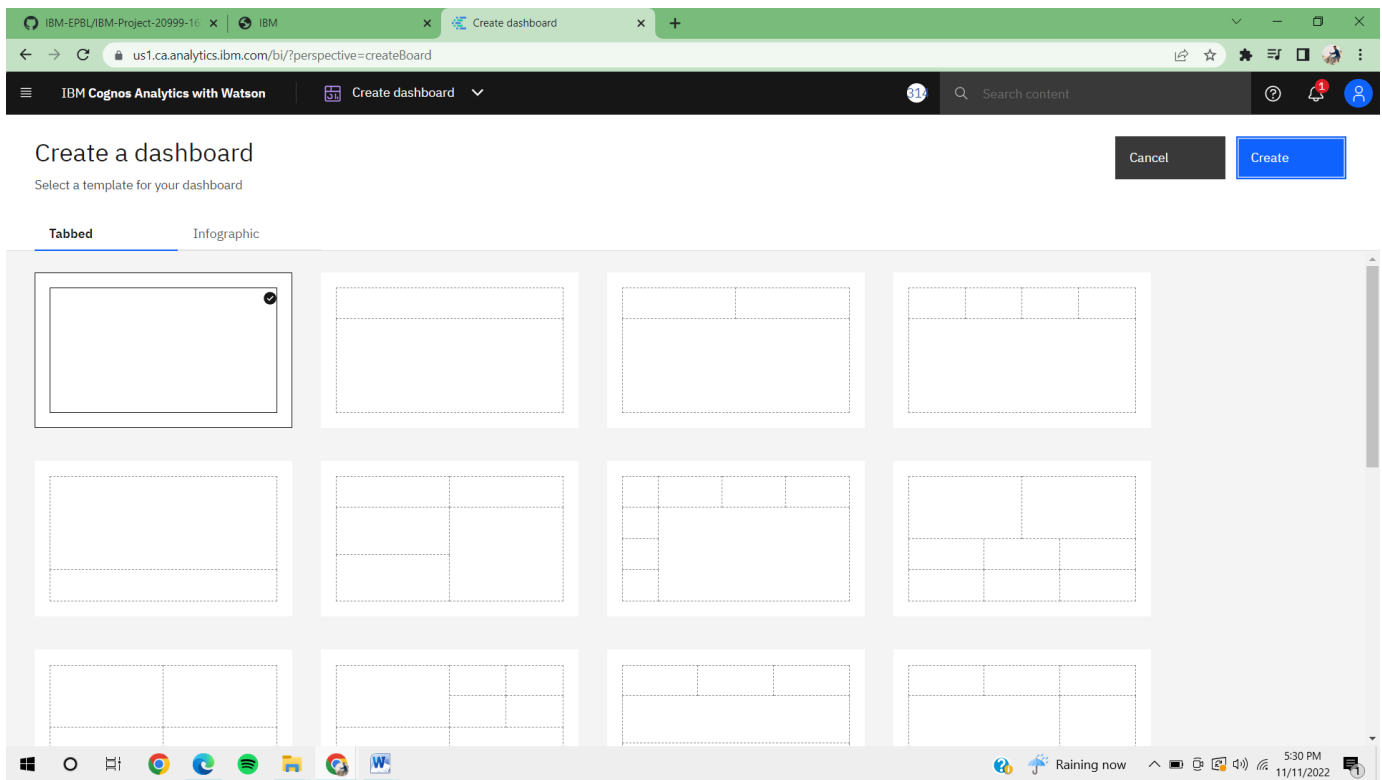 IBM-EPBL/IBM-Project-20999-16
IBM
Create dashboard
us1.ca.analytics.ibm.com/bi/?perspective=createBoard
IBM Cognos Analytics with Watson
Create dashboard
314
Search content
1
Create a dashboard
Cancel
Create
Select a template for your dashboard
Tabbed
Infographic
Raining now
5:30 PM
11/11/2022
1